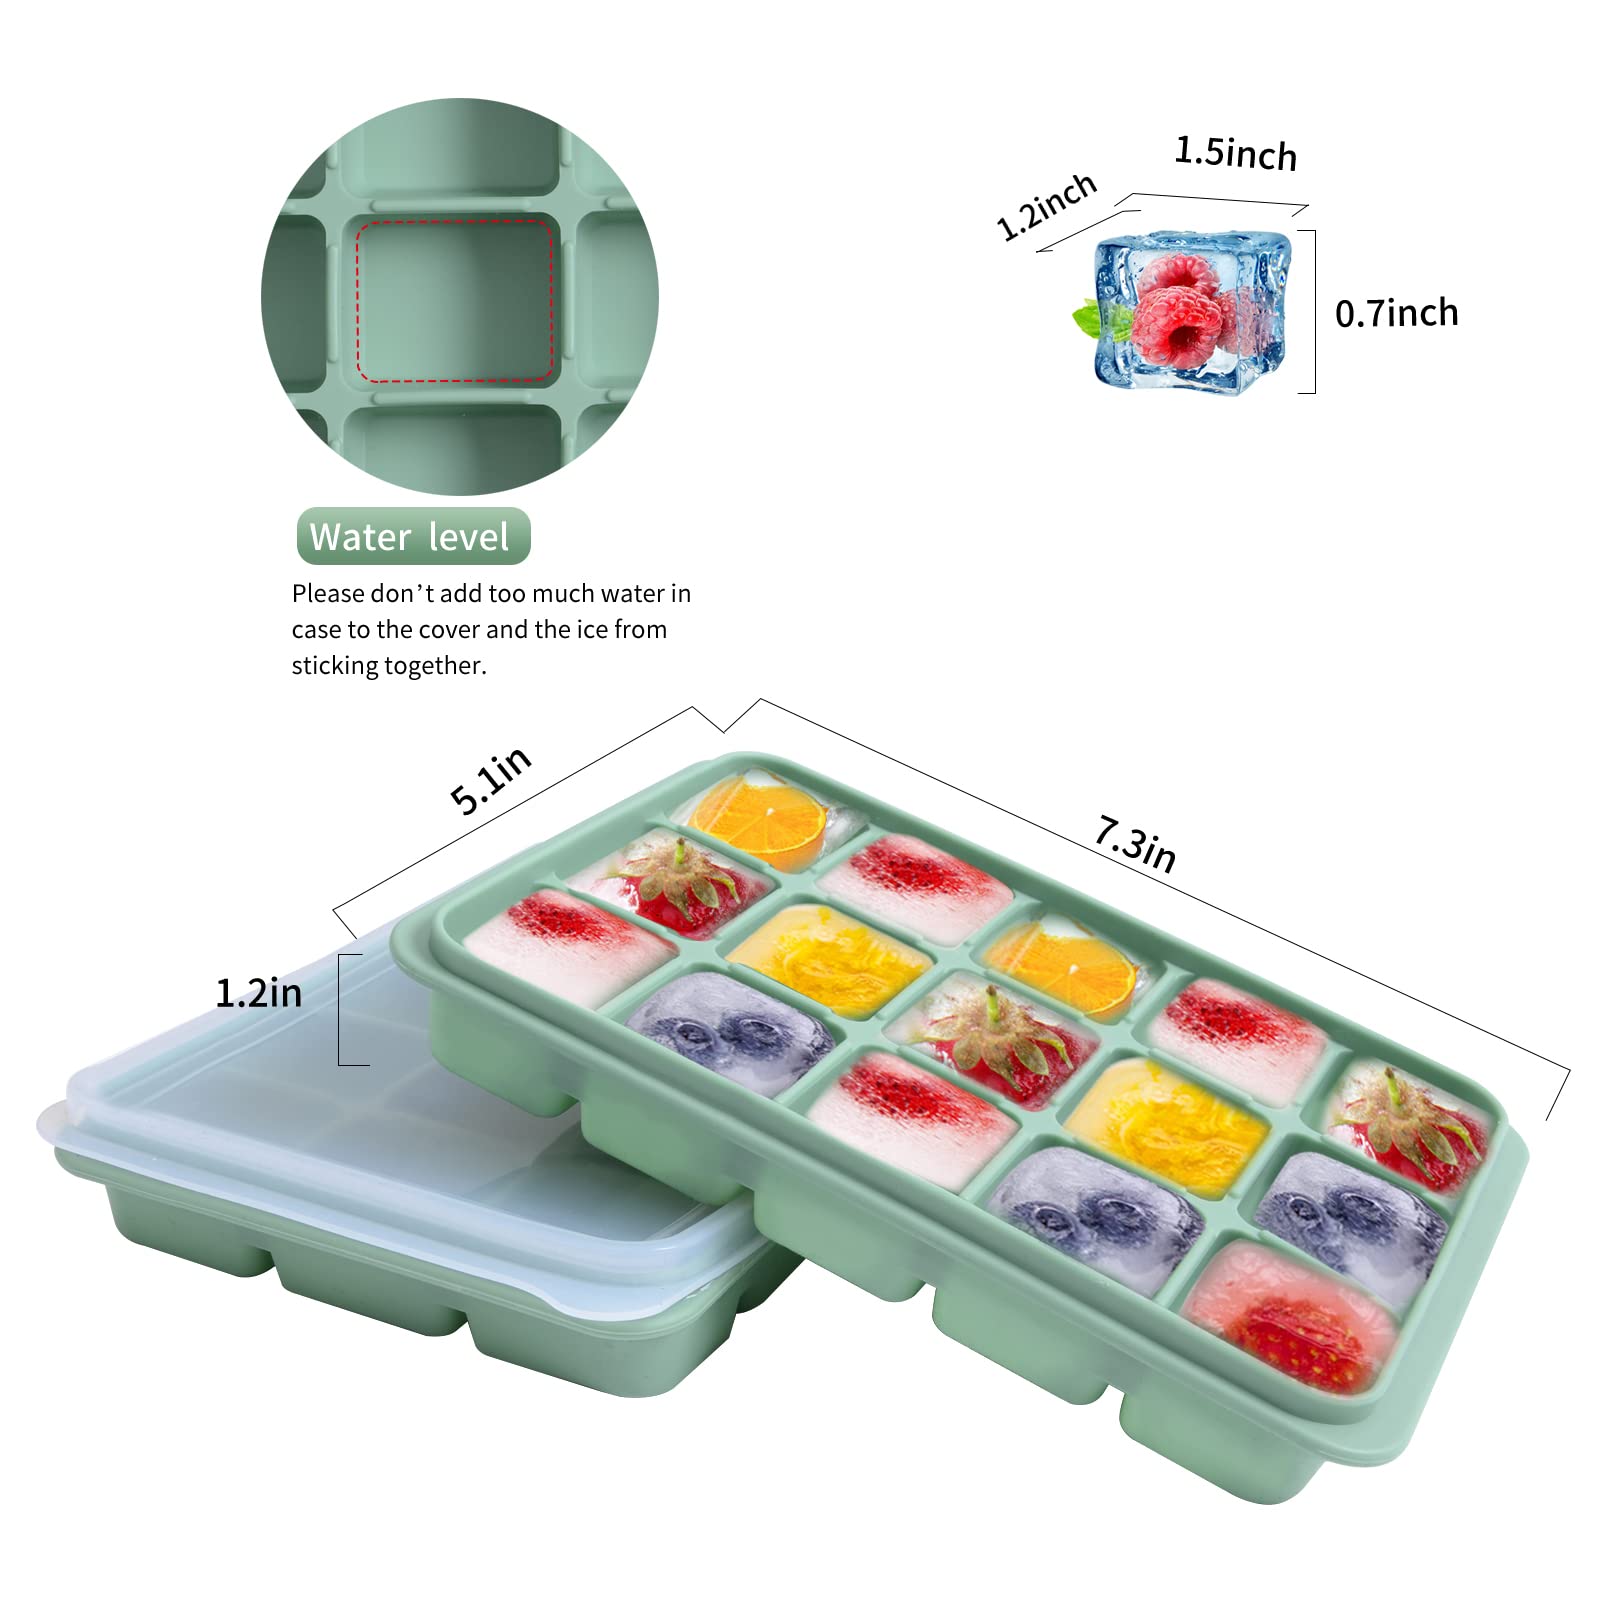 1.5inch
1.2inch
0.7inch
Water level
Please don't add too much water in
case to the cover and the ice from
sticking together.
5.1in
7.3in
1.2in